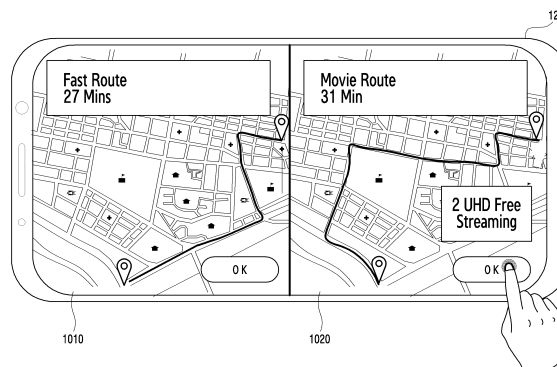 12
Fast Route
27 Mins
Movie Route
31 Min
2 UHD Free
Streaming
OK
OK
1010
1020